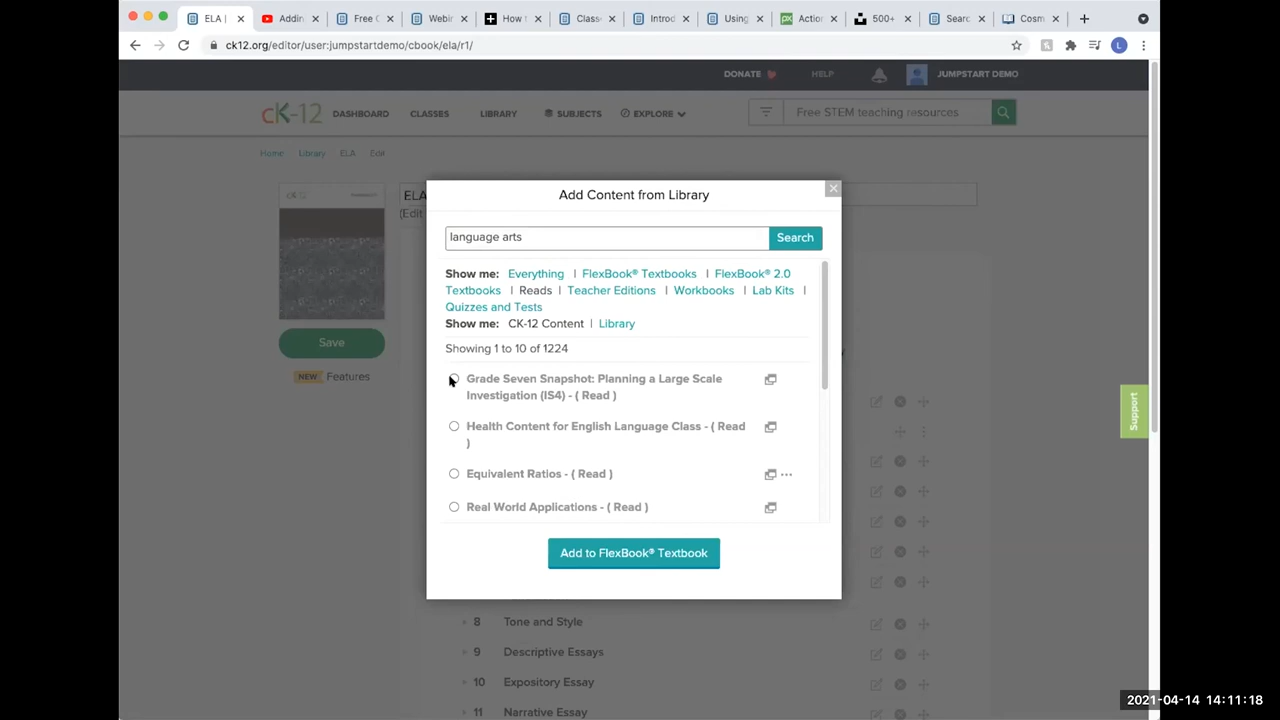 ELA |
Addin
Free C
Webir
How t
Class
Introd
Using
Action
500+
Searc
Cosm
ck12.org/editor/user:jumpstartdemo/cbook/ela/r1/
L
DONATE
HELP
JUMPSTART DEMO
cK-12
DASHBOARD
CLASSES
LIBRARY
SUBJECTS
EXPLORE
Free STEM teaching resources
Home
Library
ELA
Edit
ELA
(Edit
Save
NEW Features
Add Content from Library
language arts
Search
Show me: Everything | FlexBook® Textbooks | FlexBook® 2.0
Textbooks | Reads | Teacher Editions | Workbooks | Lab Kits |
Quizzes and Tests
Show me: CK-12 Content | Library
Showing 1 to 10 of 1224
Grade Seven Snapshot: Planning a Large Scale
Investigation (IS4) - ( Read )
Health Content for English Language Class - ( Read
)
Equivalent Ratios - ( Read )
Real World Applications - ( Read )
Add to FlexBook® Textbook
Support
8 Tone and Style
9 Descriptive Essays
10 Expository Essay
11 Narrative Essay
2021-04-14 14:11:18